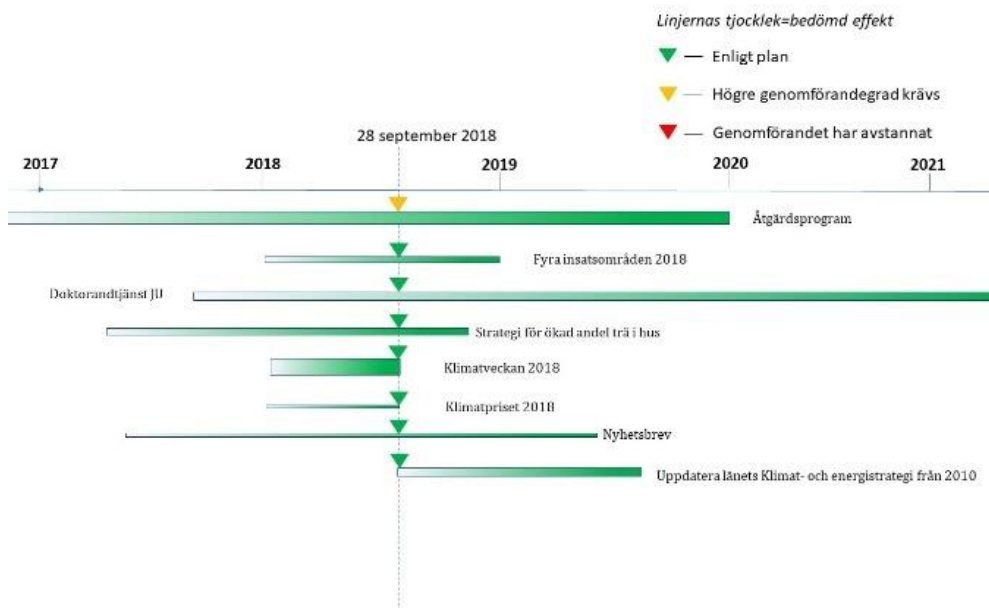 Linjernas tjocklek=bedömd effekt
Enligt plan
Högre genomförandegrad krävs
Genomförandet har avstannat
28 september 2018
2017 2018 2019 2020 2021
Åtgärdsprogram
Fyra insatsområden 2018
Doktorandtjänst JU
Strategi för ökad andel trä i hus
Klimatveckan 2018
Klimatpriset 2018
Nyhetsbrev
Uppdatera länets Klimat- och energistrategi från 2010